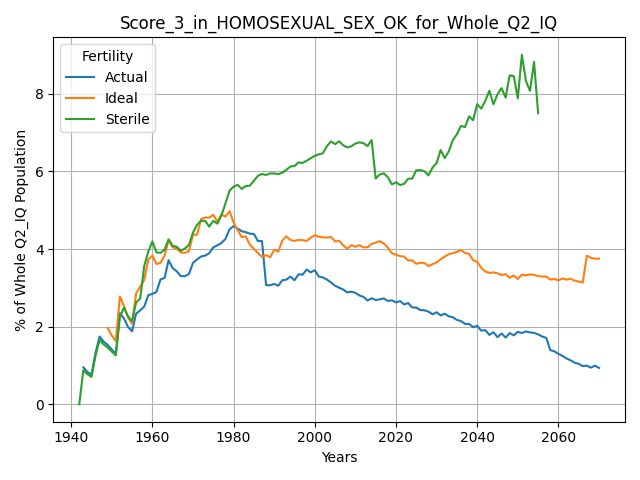 Score_3_in_HOMOSEXUAL_SEX_OK_for_Whole_Q2_IQ
Fertility
Actual
Ideal
Sterile
% of Whole Q2_IQ Population
8
6
4
2
0
1940 1960 1980 2000 2020 2040 2060
Years